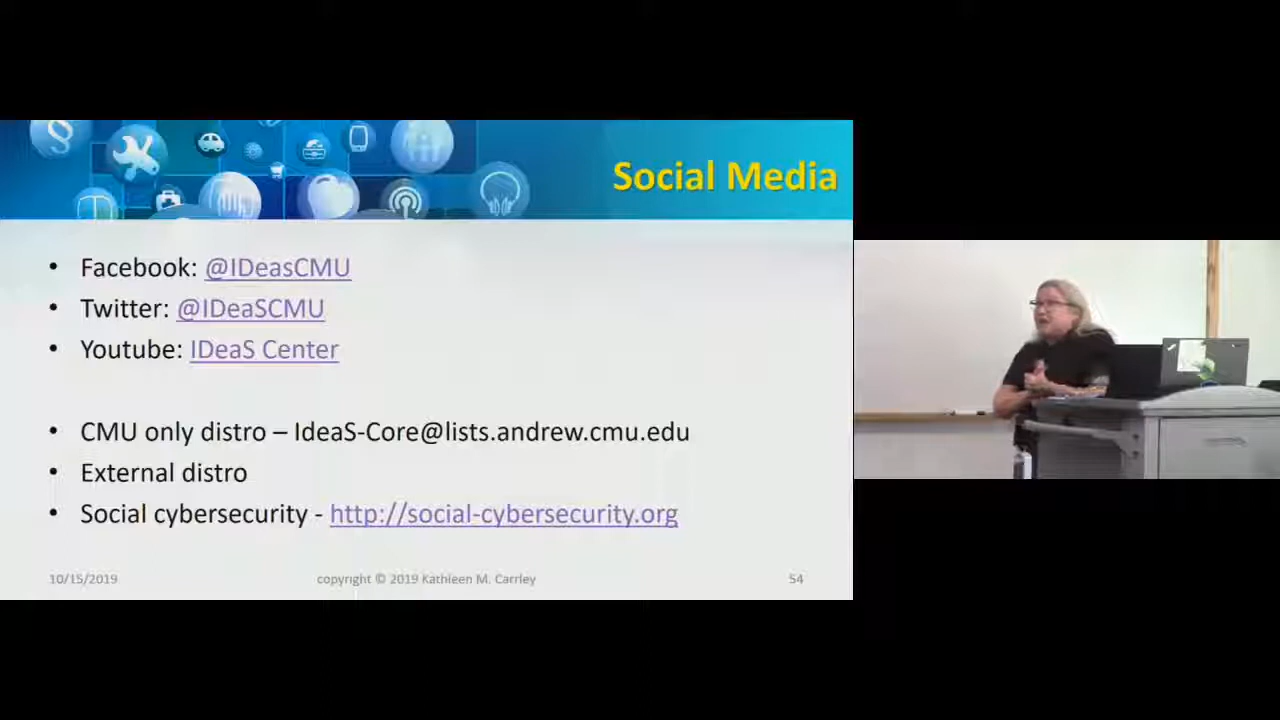 Social Media
• Facebook: @IDeasCMU
• Twitter: @IDeaSCMU
• Youtube: IDeaS Center
• CMU only distro – IdeaS-Core@lists.andrew.cmu.edu
• External distro
• Social cybersecurity - http://social-cybersecurity.org
10/15/2019 copyright © 2019 Kathleen M. Carrley 54